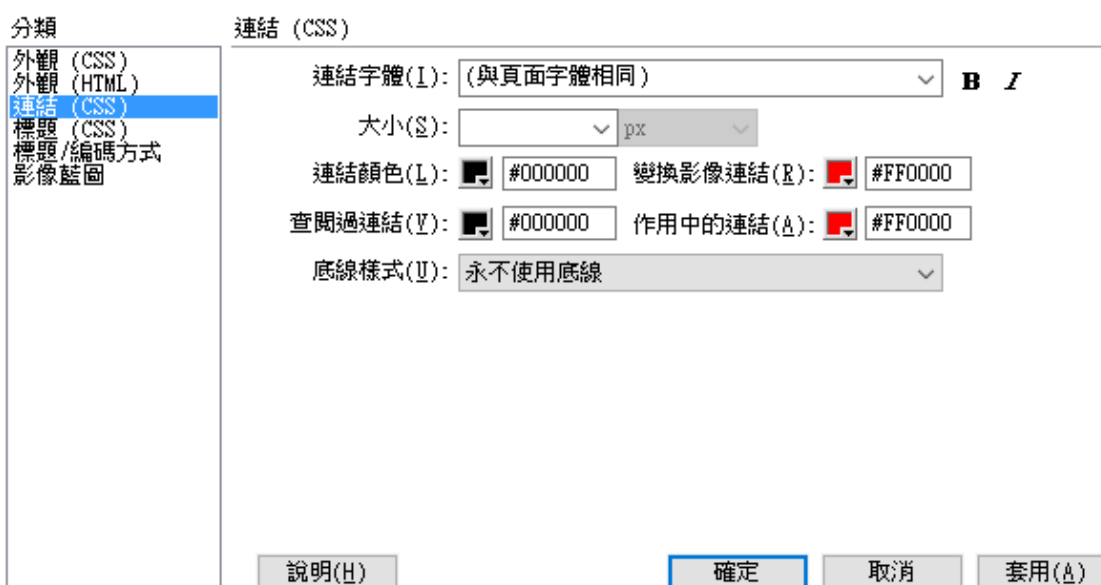 分類
外觀 (CSS)
外觀 (HTML)
連結 (CSS)
標題 (CSS)
標題/編碼方式
影像藍圖
連結 (CSS)
連結字體(I): (與頁面字體相同) B I
大小(S): px
連結顏色(L): #000000 變換影像連結(R): #FF0000
查閱過連結(V): #000000 作用中的連結(A): #FF0000
底線樣式(U): 永不使用底線
說明(H) 確定 取消 套用(A)